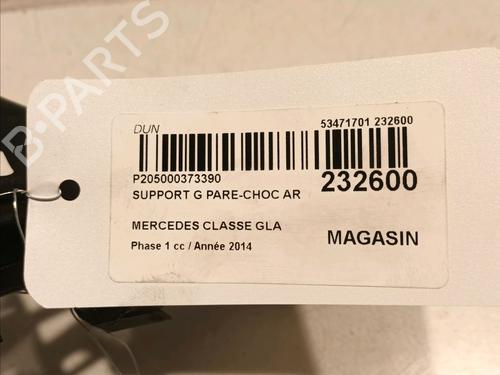 B-PARTS
DUN
53471701 232600
P205000373390
SUPPORT G PARE-CHOC AR
232600
MERCEDES CLASSE GLA
Phase 1 cc / Année 2014
MAGASIN